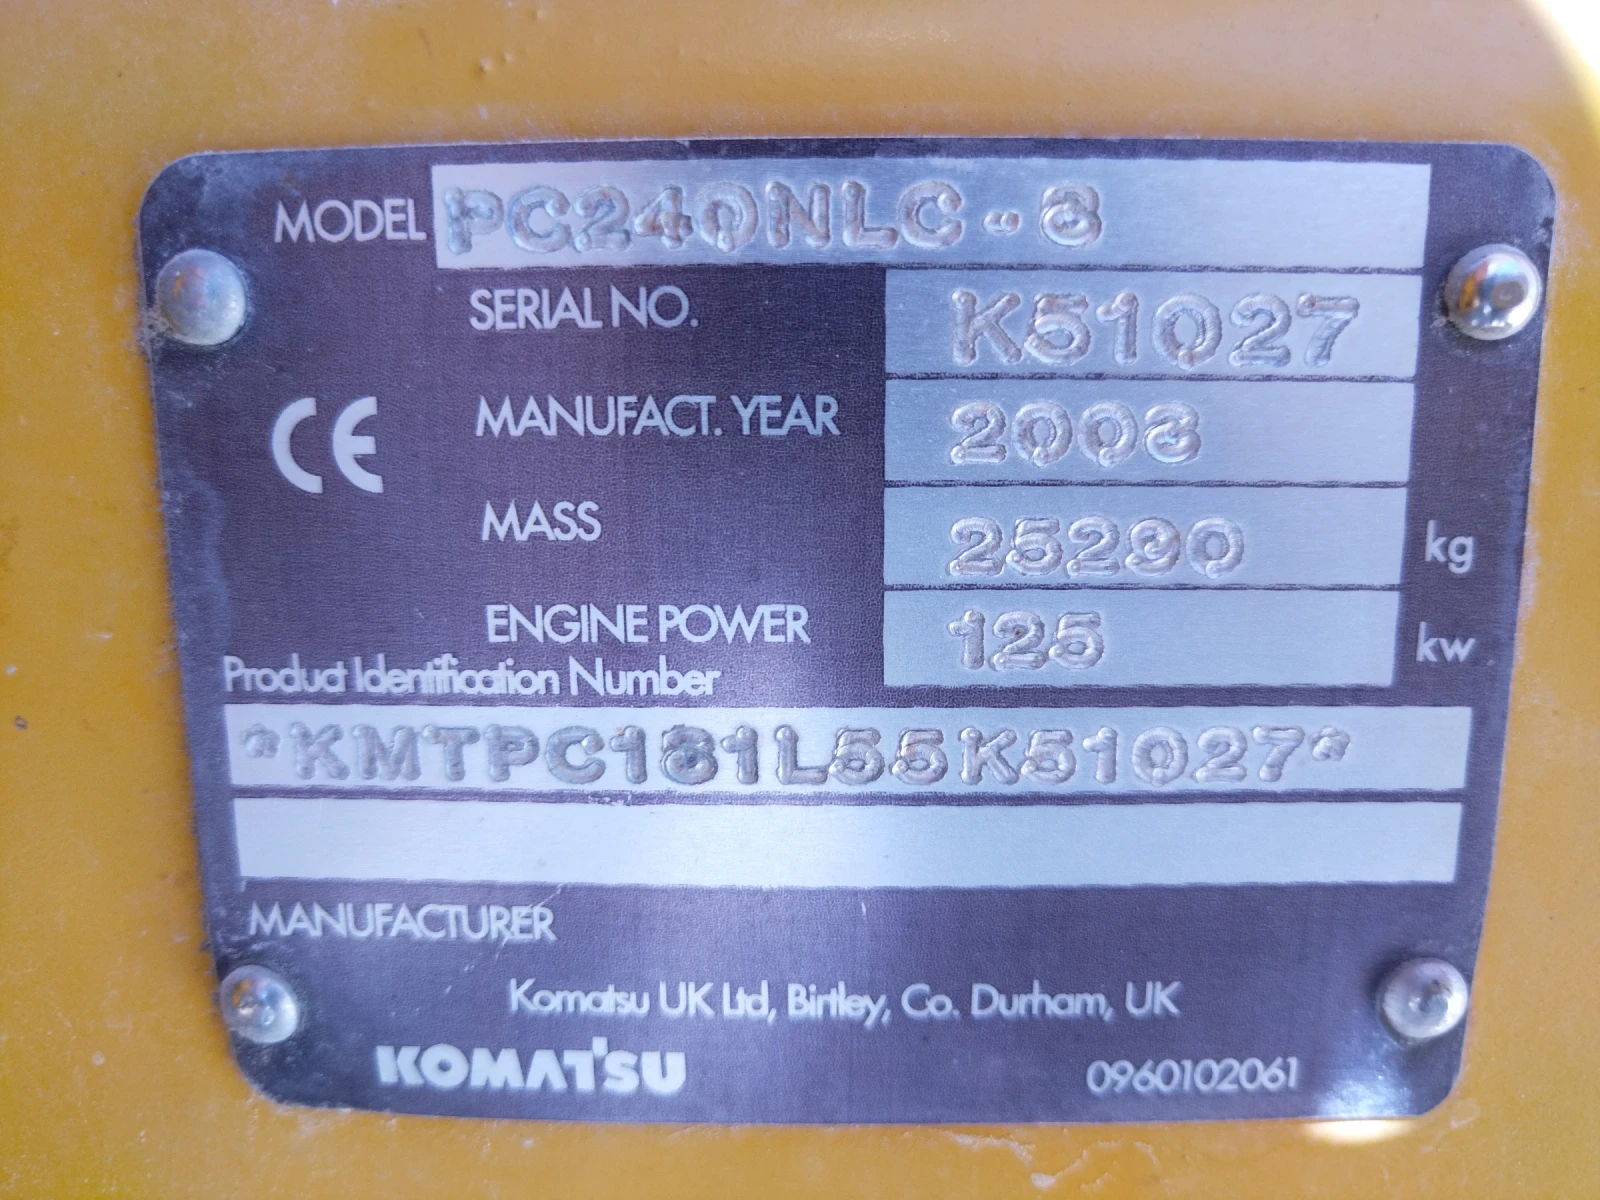 MODEL PC240NLC-8
SERIAL NO. K51027
CE
MANUFACT. YEAR 2008
MASS 25290 kg
ENGINE POWER 125 kw
Product Identification Number
*KMTPC181L55K51027*
MANUFACTURER
Komatsu UK Ltd, Birtley, Co. Durham, UK
KOMATSU 0960102061